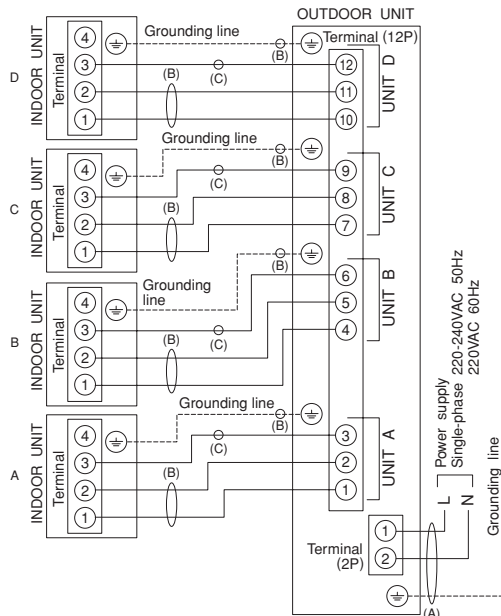 OUTDOOR UNIT
Terminal (12P)
D
INDOOR UNIT
Terminal
4
3
2
1
Grounding line
(B)
(C)
(B)
12
11
10
UNIT D
C
INDOOR UNIT
Terminal
4
3
2
1
Grounding line
(B)
(C)
(B)
9
8
7
UNIT C
B
INDOOR UNIT
Terminal
4
3
2
1
Grounding
line
(B)
(C)
(B)
6
5
4
UNIT B
A
INDOOR UNIT
Terminal
4
3
2
1
Grounding line
(B)
(C)
(B)
3
2
1
UNIT A
Power supply
Single-phase 220-240VAC 50Hz
220VAC 60Hz
L
N
Grounding line
Terminal
(2P)
1
2
(A)